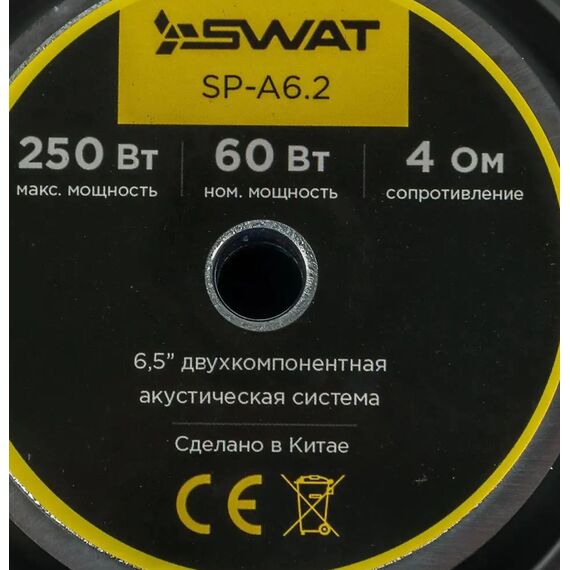 SWAT
SP-A6.2
250 Вт 60 Вт 4 Ом
макс. мощность ном. мощность сопротивление
6,5” двухкомпонентная
акустическая система
Сделано в Китае
CE